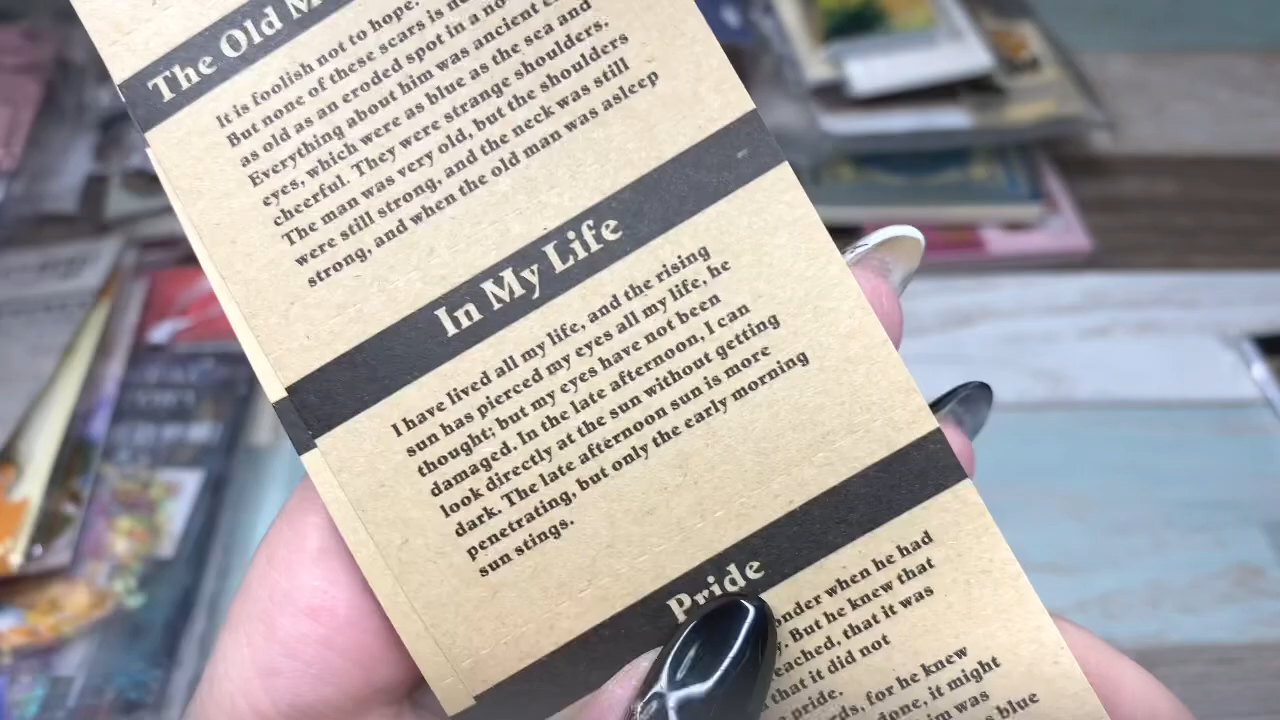 The Old M
It is foolish not to hope.
But none of these scars is
as old as an eroded spot in a
Everything about him was ancient
eyes, which were as blue as the sea and
cheerful. They were strange shoulders,
The man was very old, but the shoulders
were still strong, and the neck was still
strong, and when the old man was asleep
In My Life
I have lived all my life, and the rising
sun has pierced my eyes all my life, he
thought; but my eyes have not been
damaged. In the late afternoon, I can
look directly at the sun without getting
dark. The late afternoon sun is more
penetrating, but only the early morning
sun stings.
Pride
onder when he had
y. But he knew that
eached, that it was
that it did not
pride.
rds, for he knew
done, it might
im was
s blue